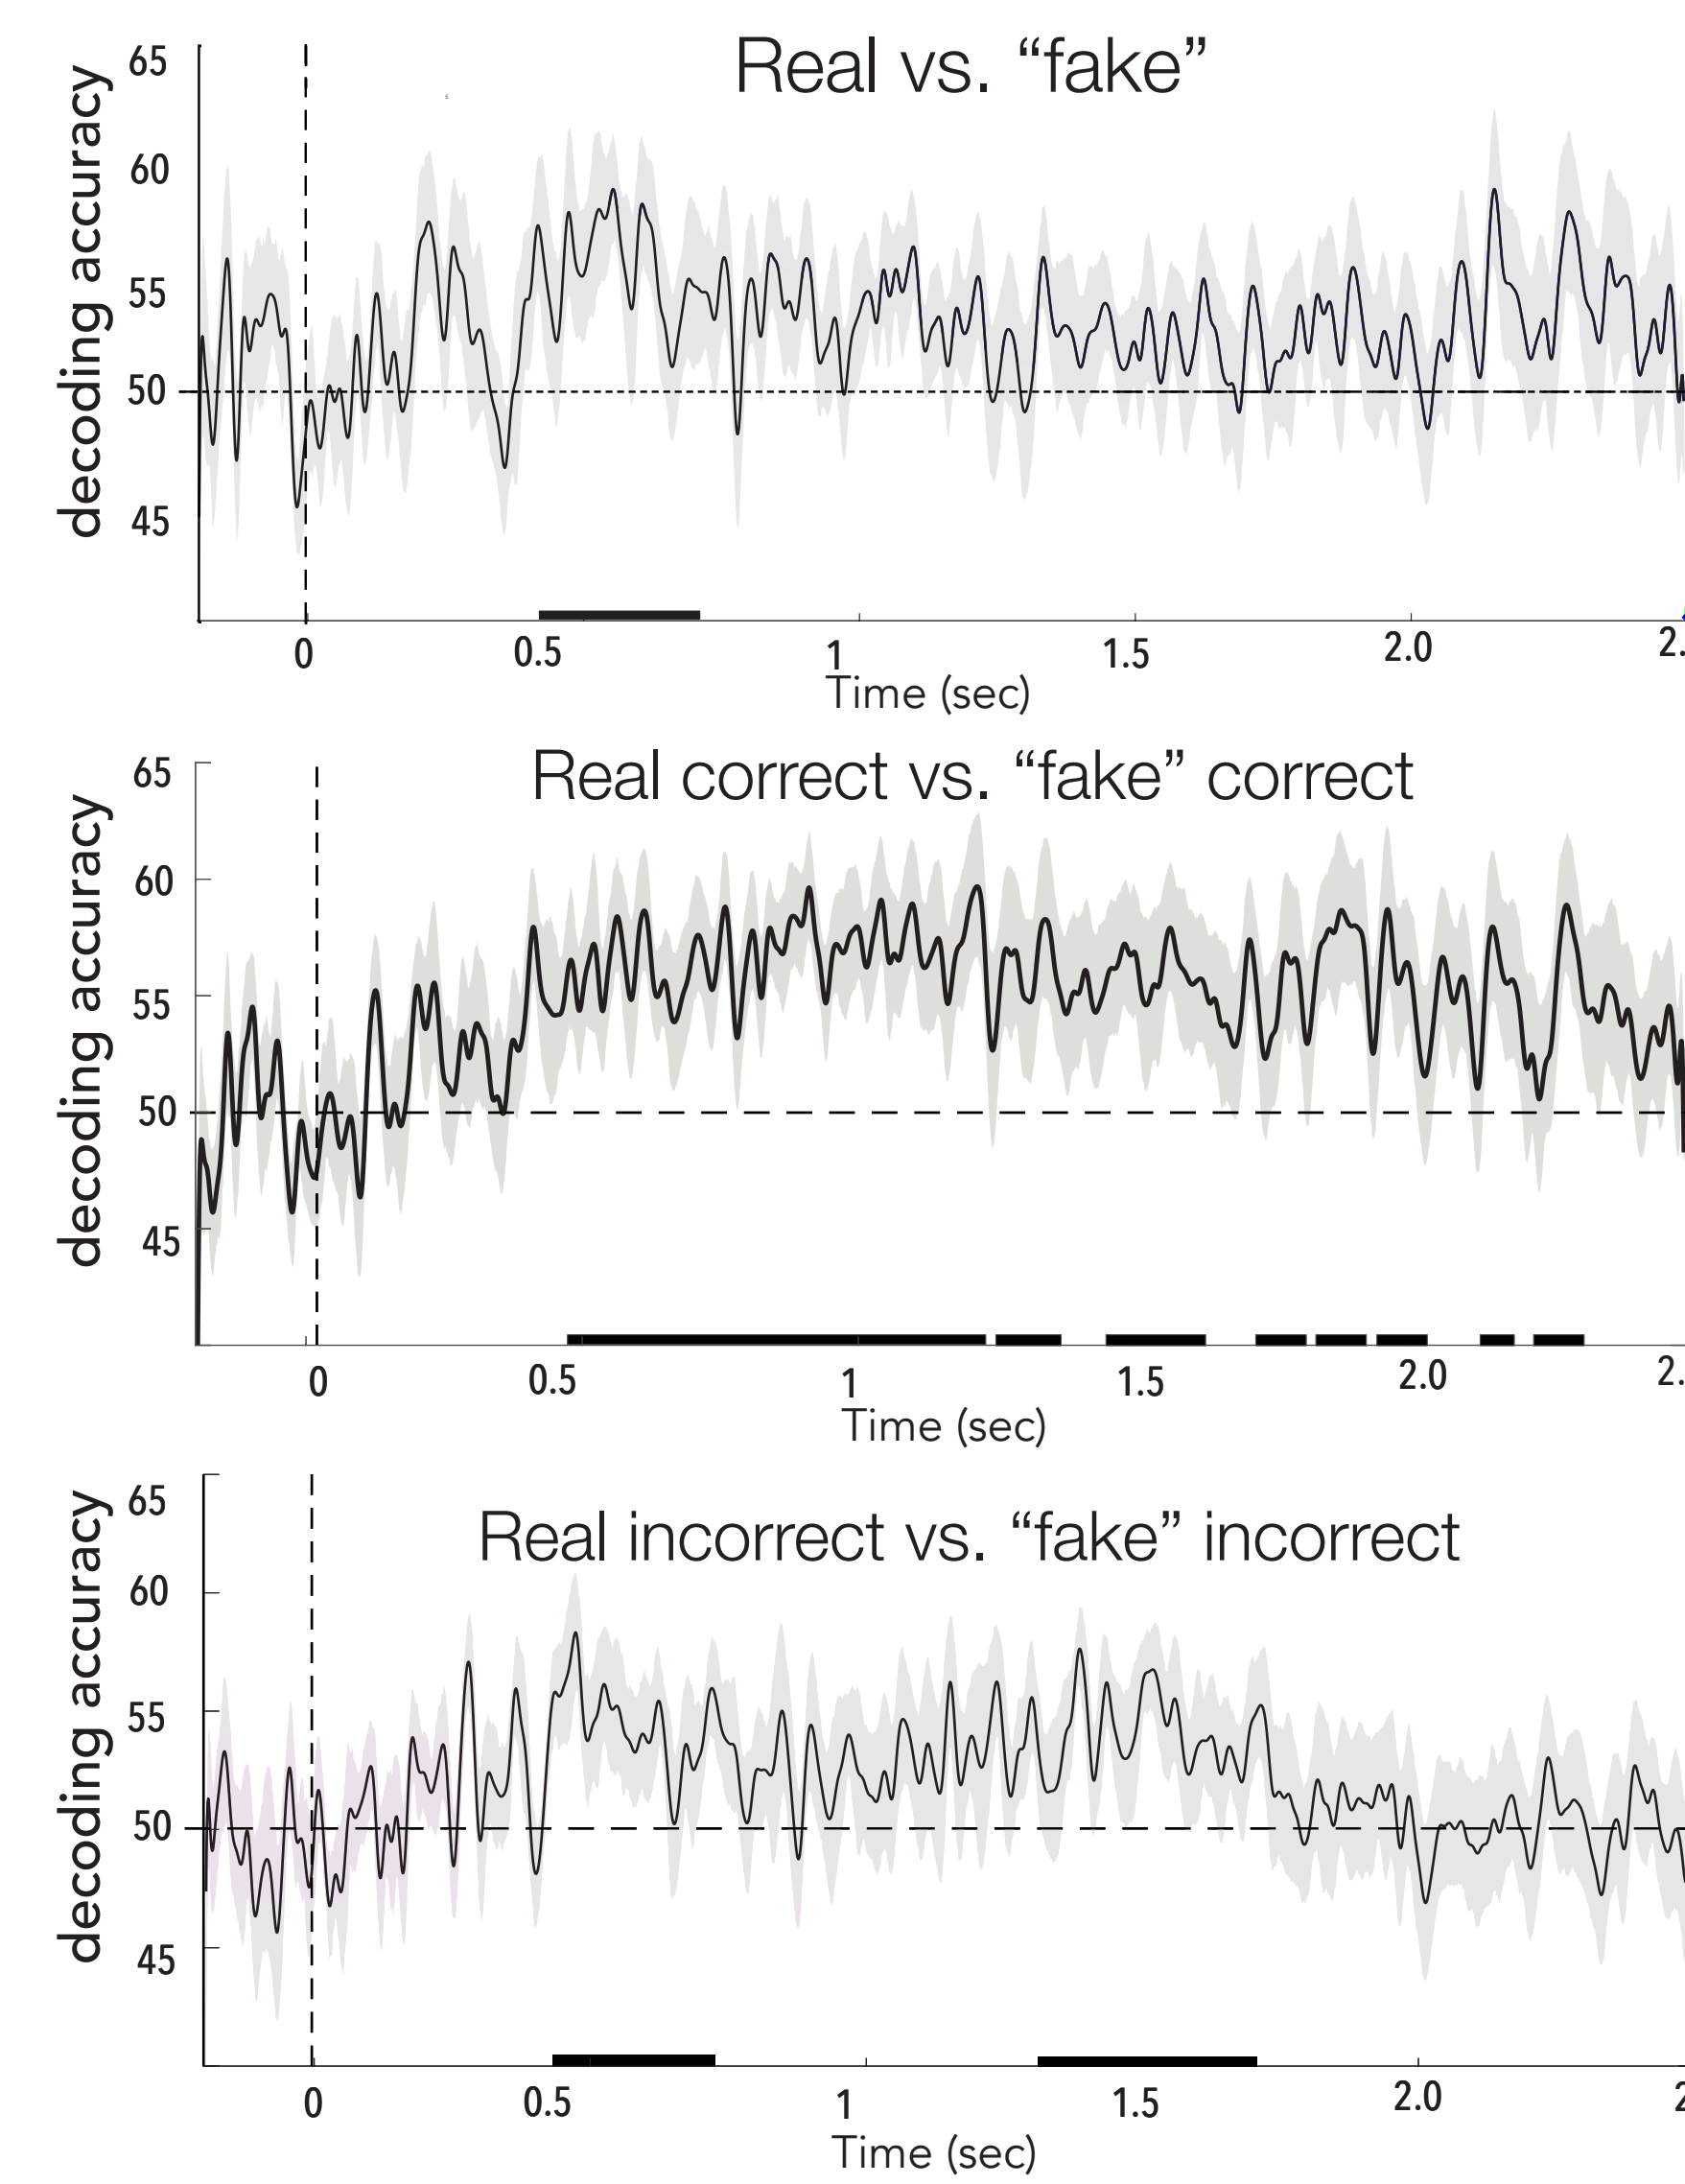 Real vs. “fake”
decoding accuracy
65
60
55
50
45
0 0.5 1 1.5 2.0 2.
Time (sec)
Real correct vs. “fake” correct
decoding accuracy
65
60
55
50
45
0 0.5 1 1.5 2.0 2.
Time (sec)
Real incorrect vs. “fake” incorrect
decoding accuracy
65
60
55
50
45
0 0.5 1 1.5 2.0 2
Time (sec)